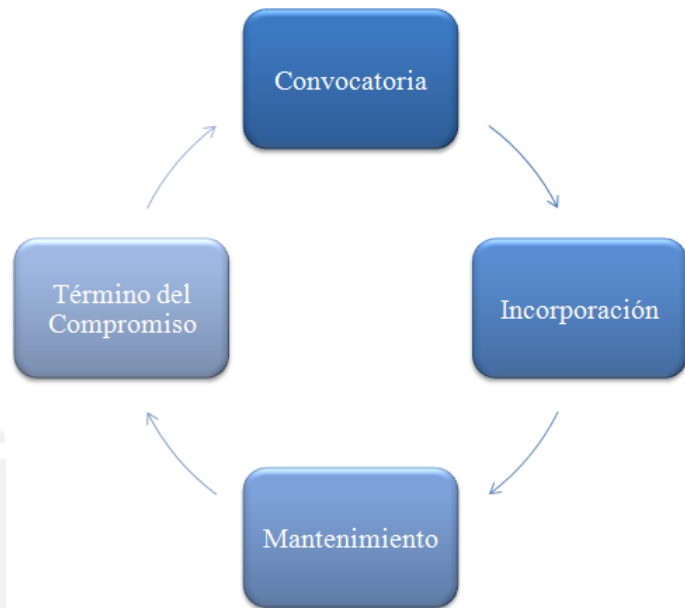 Convocatoria
Incorporación
Mantenimiento
Término del
Compromiso